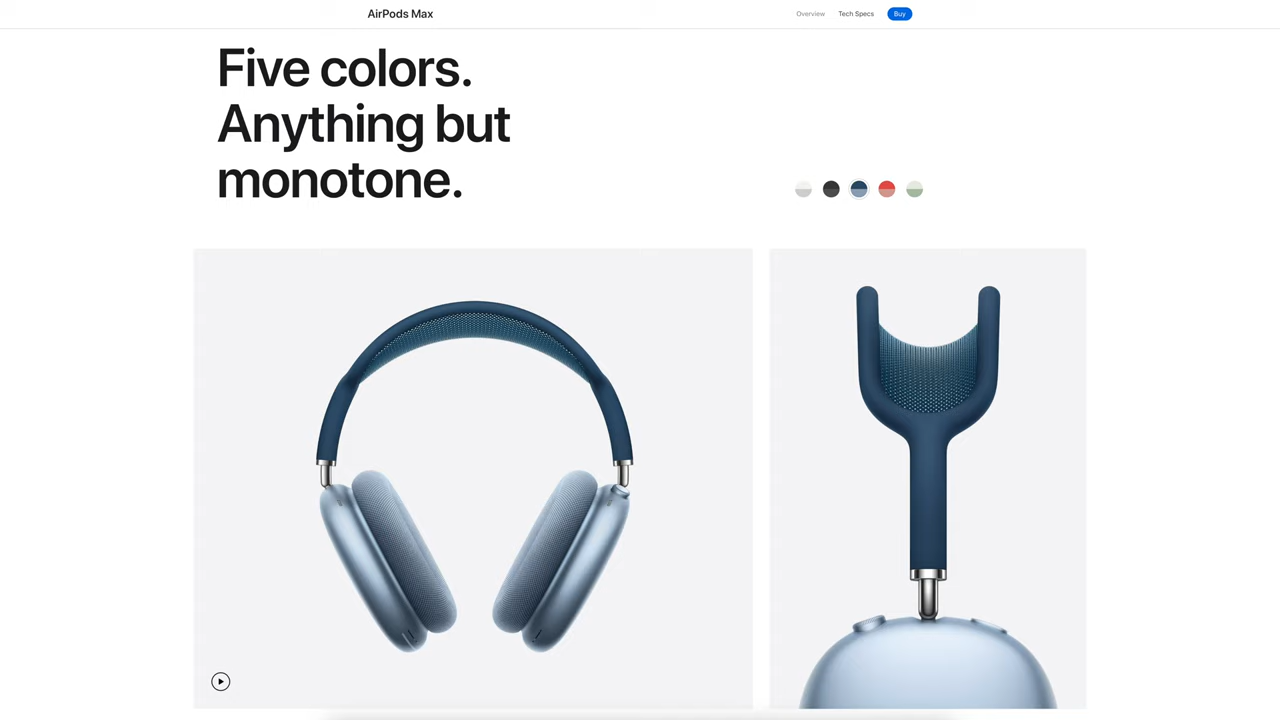 AirPods Max
Overview
Tech Specs
Buy
Five colors.
Anything but
monotone.